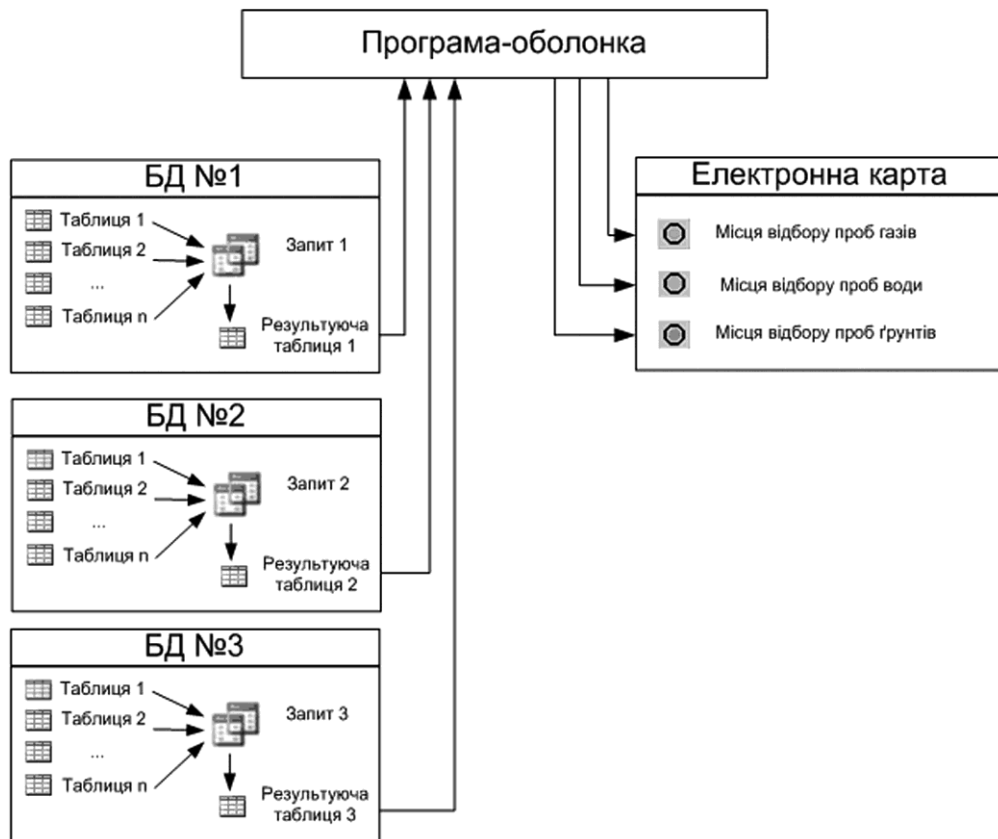 Програма-оболонка
БД №1
Таблиця 1
Таблиця 2
...
Таблиця n
Запит 1
Результуюча
таблиця 1
Електронна карта
Місця відбору проб газів
Місця відбору проб води
Місця відбору проб ґрунтів
БД №2
Таблиця 1
Таблиця 2
...
Таблиця n
Запит 2
Результуюча
таблиця 2
БД №3
Таблиця 1
Таблиця 2
...
Таблиця n
Запит 3
Результуюча
таблиця 3